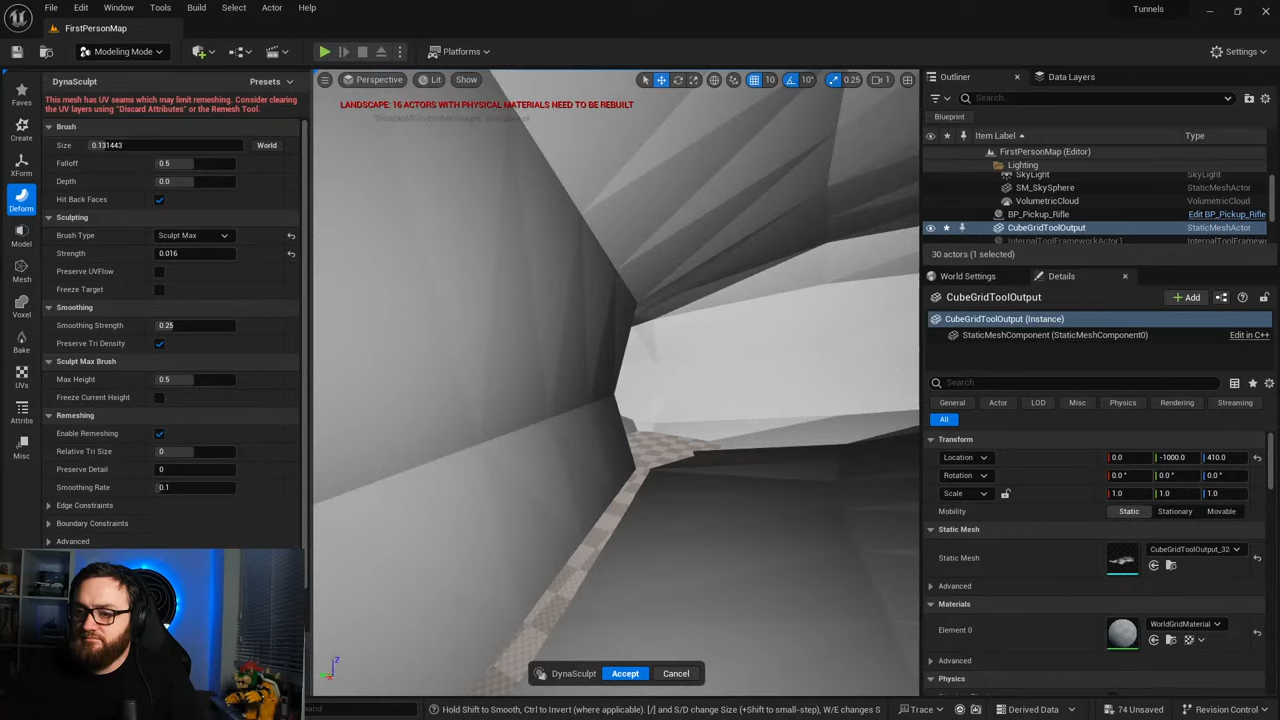 File Edit Window Tools Build Select Actor Help
Tunnels
FirstPersonMap
Modeling Mode
Platforms
Settings
DynaSculpt
Presets
This mesh has UV seams which may limit remeshing. Consider clearing
the UV layers using "Discard Attributes" or the Remesh Tool.
Faves
Create
XForm
Deform
Model
Mesh
Voxel
Bake
UVs
Attribs
Misc
Brush
Size 0.131443 World
Falloff 0.5
Depth 0.0
Hit Back Faces
Sculpting
Brush Type Sculpt Max
Strength 0.016
Preserve UVFlow
Freeze Target
Smoothing
Smoothing Strength 0.25
Preserve Tri Density
Sculpt Max Brush
Max Height 0.5
Freeze Current Height
Remeshing
Enable Remeshing
Relative Tri Size 0
Preserve Detail 0
Smoothing Rate 0.1
Edge Constraints
Boundary Constraints
Advanced
Perspective Lit Show
10 10° 0.25 1
LANDSCAPE: 16 ACTORS WITH PHYSICAL MATERIALS NEED TO BE REBUILT
'DisableAllScreenMessages' to suppress
Z
DynaSculpt Accept Cancel
Outliner Data Layers
Search...
Blueprint
Item Label Type
FirstPersonMap (Editor)
Lighting
SkyLight
SM_SkySphere StaticMeshActor
VolumetricCloud VolumetricCloud
BP_Pickup_Rifle Edit BP_Pickup_Rifle
CubeGridToolOutput StaticMeshActor
InternalToolFrameworkActor1
30 actors (1 selected)
World Settings Details
CubeGridToolOutput
Add
CubeGridToolOutput (Instance)
StaticMeshComponent (StaticMeshComponent0) Edit in C++
Search
General Actor LOD Misc Physics Rendering Streaming
All
Transform
Location 0.0 -1000.0 410.0
Rotation 0.0 ° 0.0 ° 0.0 °
Scale 1.0 1.0 1.0
Mobility Static Stationary Movable
Static Mesh
Static Mesh CubeGridToolOutput_32
Advanced
Materials
Element 0 WorldGridMaterial
Advanced
Physics
Hold Shift to Smooth, Ctrl to Invert (where applicable). [/] and S/D change Size (+Shift to small-step), W/E changes S
Trace Derived Data 74 Unsaved Revision Control